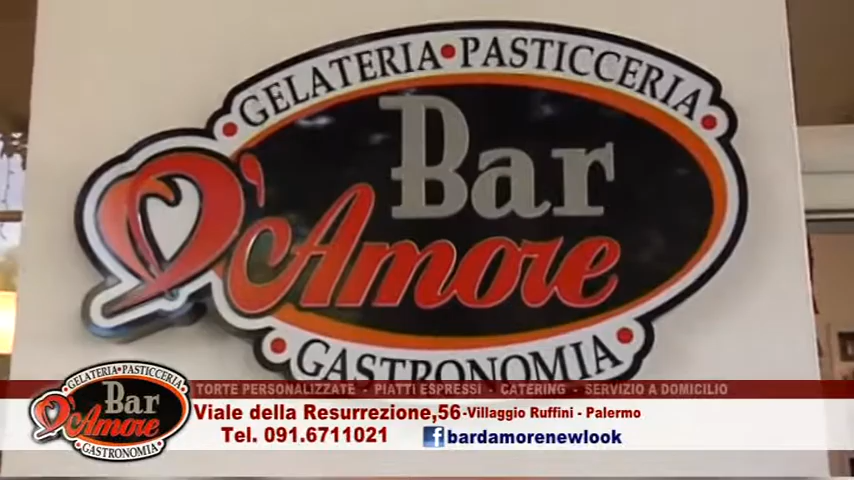 GELATERIA • PASTICCERIA
Bar
D'Amore
GASTRONOMIA
GELATERIA • PASTICCERIA
Bar
D'Amore
GASTRONOMIA
TORTE PERSONALIZZATE - PIATTI ESPRESSI - CATERING - SERVIZIO A DOMICILIO
Viale della Resurrezione,56-Villaggio Ruffini - Palermo
Tel. 091.6711021 f bardamorenewlook